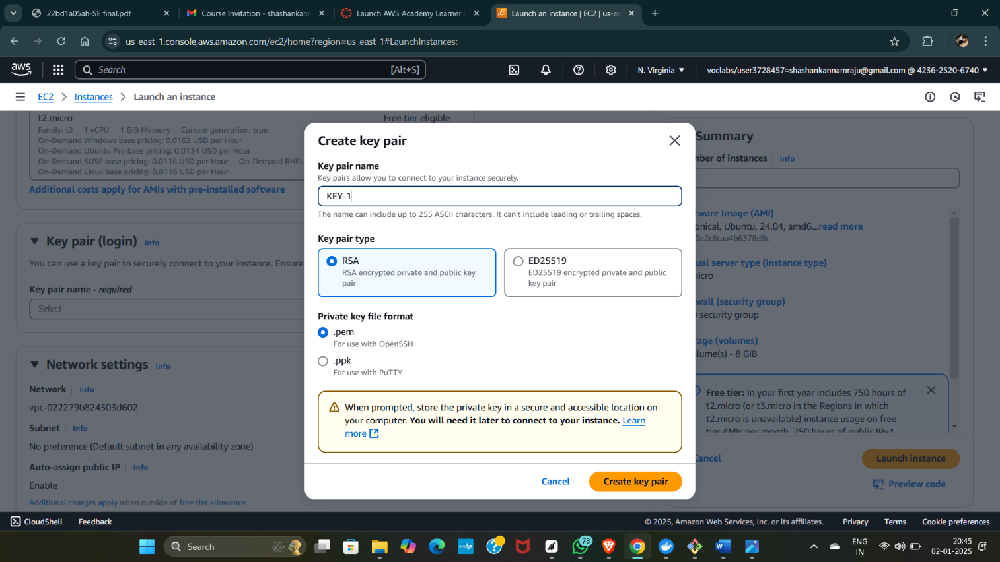 22bd1a05ah-SE final.pdf
Course Invitation - shashankanr
Launch AWS Academy Learner
Launch an instance | EC2 | us-ea
us-east-1.console.aws.amazon.com/ec2/home?region=us-east-1#LaunchInstances:
aws
Search
[Alt+S]
N. Virginia
voclabs/user3728457=shashankannamraju@gmail.com @ 4236-2520-6740
EC2
Instances
Launch an instance
t2.micro
Free tier eligible
Family: t2 1 vCPU 1 GiB Memory Current generation: true
On-Demand Windows base pricing: 0.0162 USD per Hour
On-Demand Ubuntu Pro base pricing: 0.0134 USD per Hour
On-Demand SUSE base pricing: 0.0116 USD per Hour On-Demand RHEL
On-Demand Linux base pricing: 0.0116 USD per Hour
Additional costs apply for AMIs with pre-installed software
Key pair (login) Info
You can use a key pair to securely connect to your instance. Ensure
Key pair name - required
Select
Network settings Info
Network Info
vpc-022279b824503d602
Subnet Info
No preference (Default subnet in any availability zone)
Auto-assign public IP Info
Enable
Additional charges apply when outside of free tier allowance
Create key pair
Key pair name
Key pairs allow you to connect to your instance securely.
KEY-1
The name can include up to 255 ASCII characters. It can't include leading or trailing spaces.
Key pair type
RSA
RSA encrypted private and public key
pair
ED25519
ED25519 encrypted private and public
key pair
Private key file format
.pem
For use with OpenSSH
.ppk
For use with PuTTY
When prompted, store the private key in a secure and accessible location on
your computer. You will need it later to connect to your instance. Learn
more
Cancel
Create key pair
Summary
nber of instances Info
tware Image (AMI)
onical, Ubuntu, 24.04, amd6...read more
0e2c8caa4b6378d8c
ual server type (instance type)
micro
wall (security group)
security group
rage (volumes)
lume(s) - 8 GiB
Free tier: In your first year includes 750 hours of
t2.micro (or t3.micro in the Regions in which
t2.micro is unavailable) instance usage on free
tier AMIs per month, 750 hours of public IPv4
Cancel
Launch instance
Preview code
CloudShell
Feedback
© 2025, Amazon Web Services, Inc. or its affiliates.
Privacy
Terms
Cookie preferences
Search
myhp
78
ENG
IN
20:45
02-01-2025